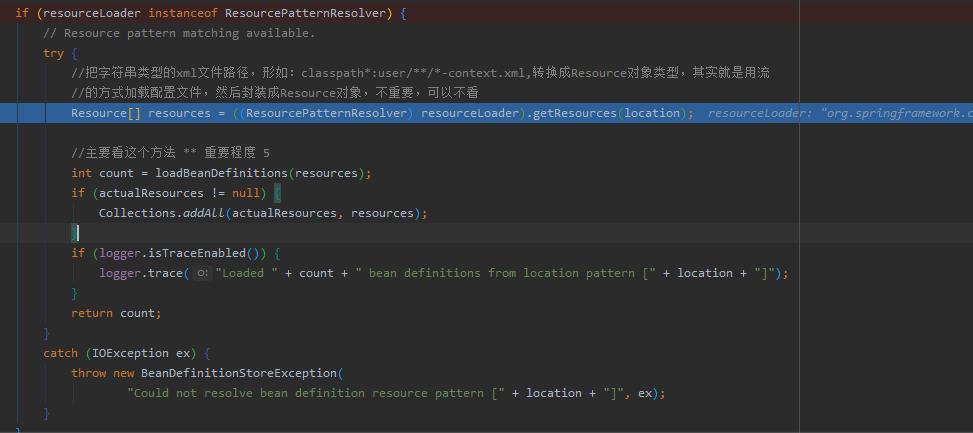 if (resourceLoader instanceof ResourcePatternResolver) {
// Resource pattern matching available.
try {
//把字符串类型的xml文件路径，形如：classpath*:user/**/*-context.xml,转换成Resource对象类型，其实就是用流
//的方式加载配置文件，然后封装成Resource对象，不重要，可以不看
Resource[] resources = ((ResourcePatternResolver) resourceLoader).getResources(location); resourceLoader: "org.springframework.c
//主要看这个方法 ** 重要程度 5
int count = loadBeanDefinitions(resources);
if (actualResources != null) {
Collections.addAll(actualResources, resources);
}
if (logger.isTraceEnabled()) {
logger.trace( o: "Loaded " + count + " bean definitions from location pattern [" + location + "]");
}
return count;
}
catch (IOException ex) {
throw new BeanDefinitionStoreException(
"Could not resolve bean definition resource pattern [" + location + "]", ex);
}